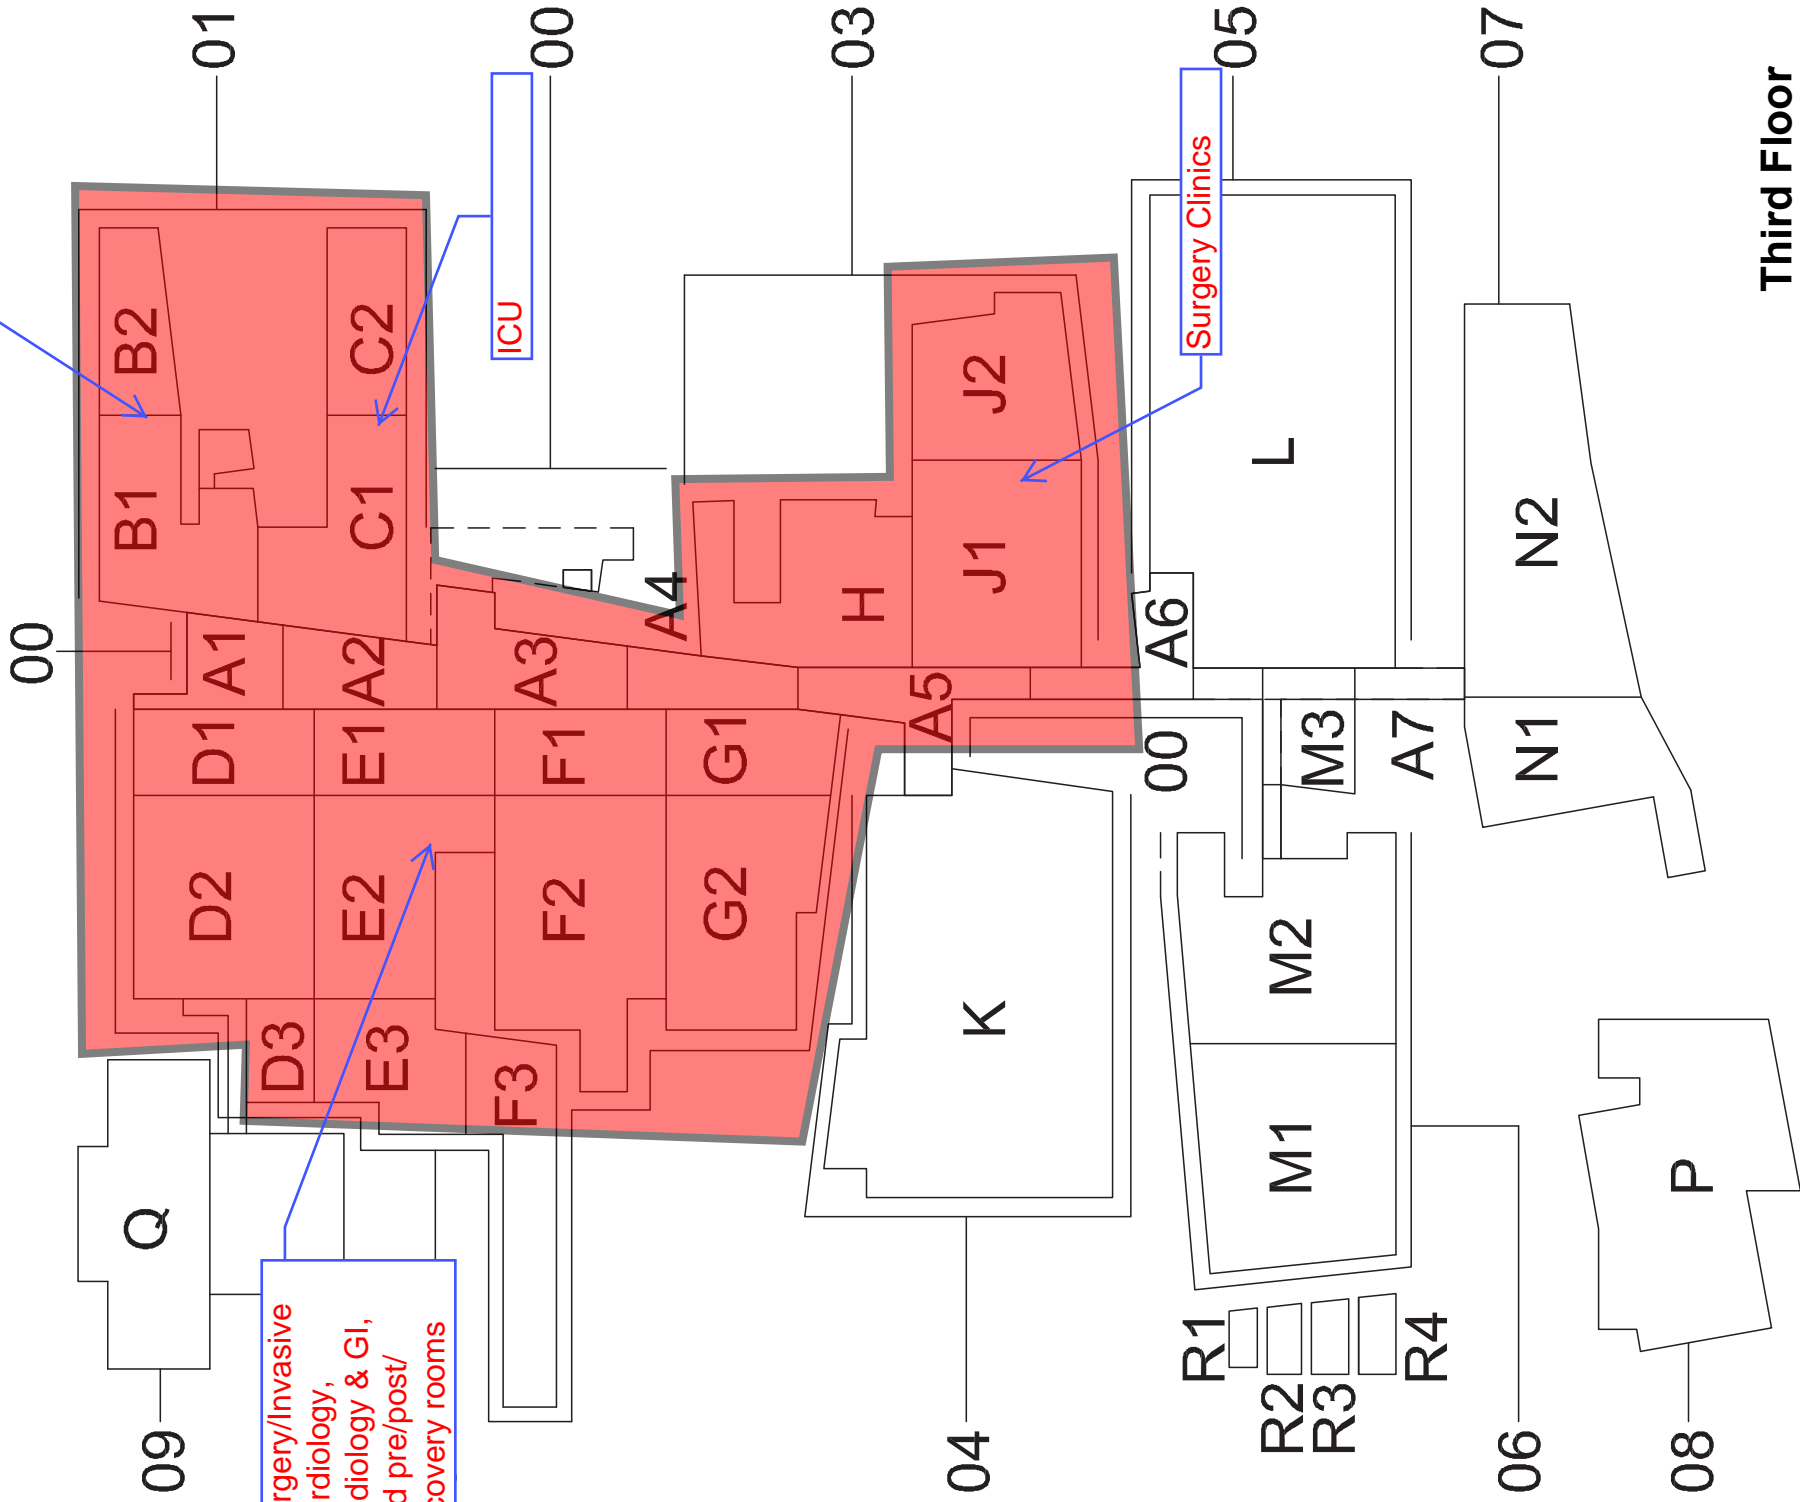 00
01
00
03
05
07
09
04
06
08
00
B1
B2
C1
C2
ICU
A1
A2
A3
A4
A5
A6
A7
D1
D2
D3
E1
E2
E3
F1
F2
F3
G1
G2
H
J1
J2
Surgery Clinics
K
L
M1
M2
M3
N1
N2
P
Q
R1
R2
R3
R4
rgery/Invasive
rdiology,
diology & GI,
d pre/post/
covery rooms
Third Floor